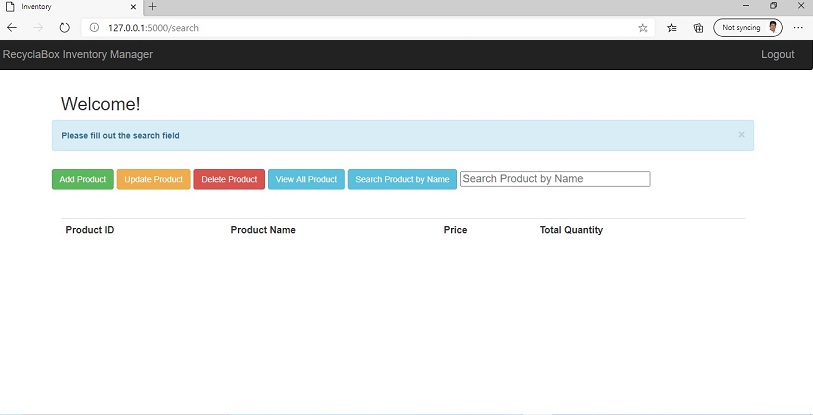 Inventory
127.0.0.1:5000/search
Not syncing
RecyclaBox Inventory Manager
Logout
Welcome!
Please fill out the search field
Add Product Update Product Delete Product View All Product Search Product by Name Search Product by Name
Product ID Product Name Price Total Quantity